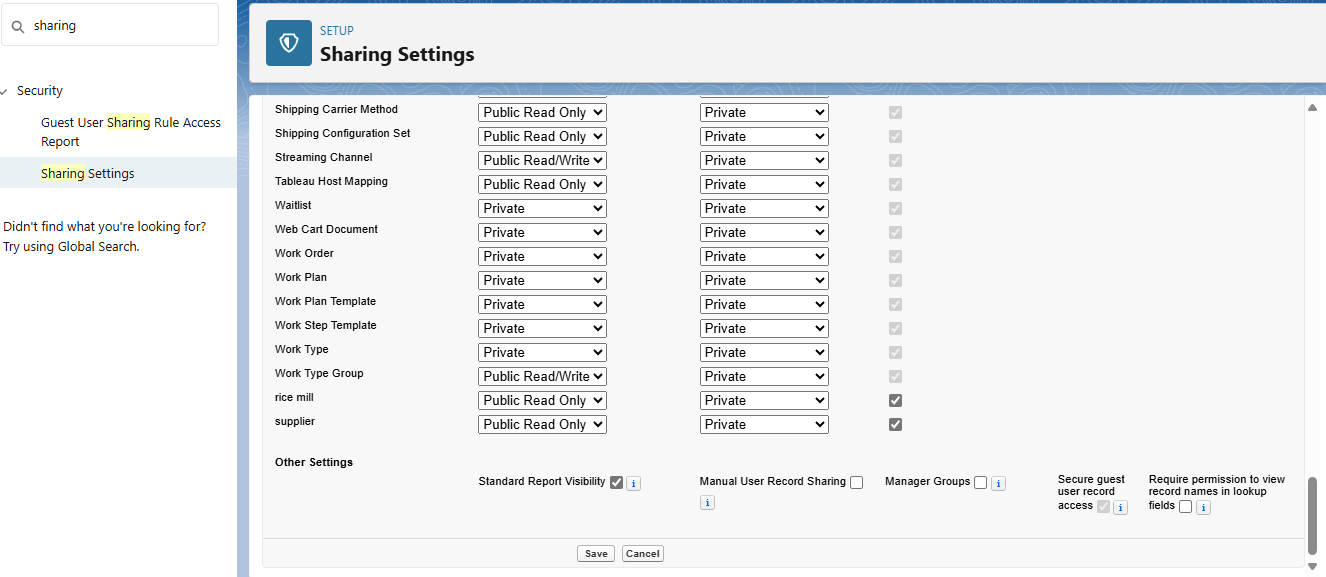 sharing
SETUP
Sharing Settings
Security
Guest User Sharing Rule Access
Report
Sharing Settings
Didn't find what you're looking for?
Try using Global Search.
Shipping Carrier Method Public Read Only Private
Shipping Configuration Set Public Read Only Private
Streaming Channel Public Read/Write Private
Tableau Host Mapping Public Read Only Private
Waitlist Private Private
Web Cart Document Private Private
Work Order Private Private
Work Plan Private Private
Work Plan Template Private Private
Work Step Template Private Private
Work Type Private Private
Work Type Group Public Read/Write Private
rice mill Public Read Only Private
supplier Public Read Only Private
Other Settings
Standard Report Visibility i
Manual User Record Sharing
i
Manager Groups i
Secure guest
user record
access i
Require permission to view
record names in lookup
fields i
Save Cancel